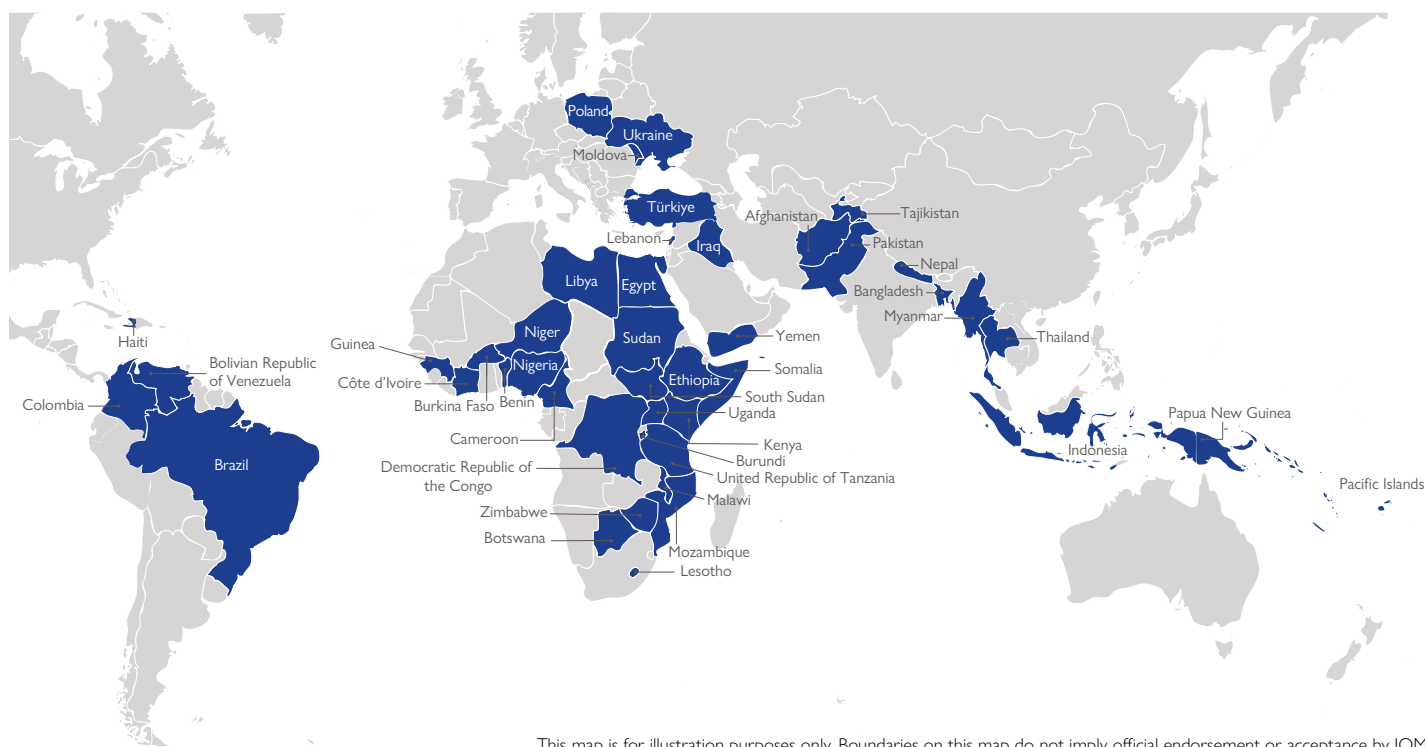 Poland
Ukraine
Moldova
Türkiye
Afghanistan
Tajikistan
Lebanon
Iraq
Pakistan
Nepal
Libya
Egypt
Bangladesh
Myanmar
Haiti
Niger
Sudan
Yemen
Thailand
Guinea
Bolivian Republic
of Venezuela
Nigeria
Somalia
Côte d'Ivoire
Ethiopia
Colombia
Burkina Faso
Benin
South Sudan
Uganda
Papua New Guinea
Cameroon
Kenya
Indonesia
Brazil
Burundi
Democratic Republic of
the Congo
United Republic of Tanzania
Pacific Islands
Malawi
Zimbabwe
Botswana
Mozambique
Lesotho
This map is for illustration purposes only. Boundaries on this map do not imply official endorsement or acceptance by IOM